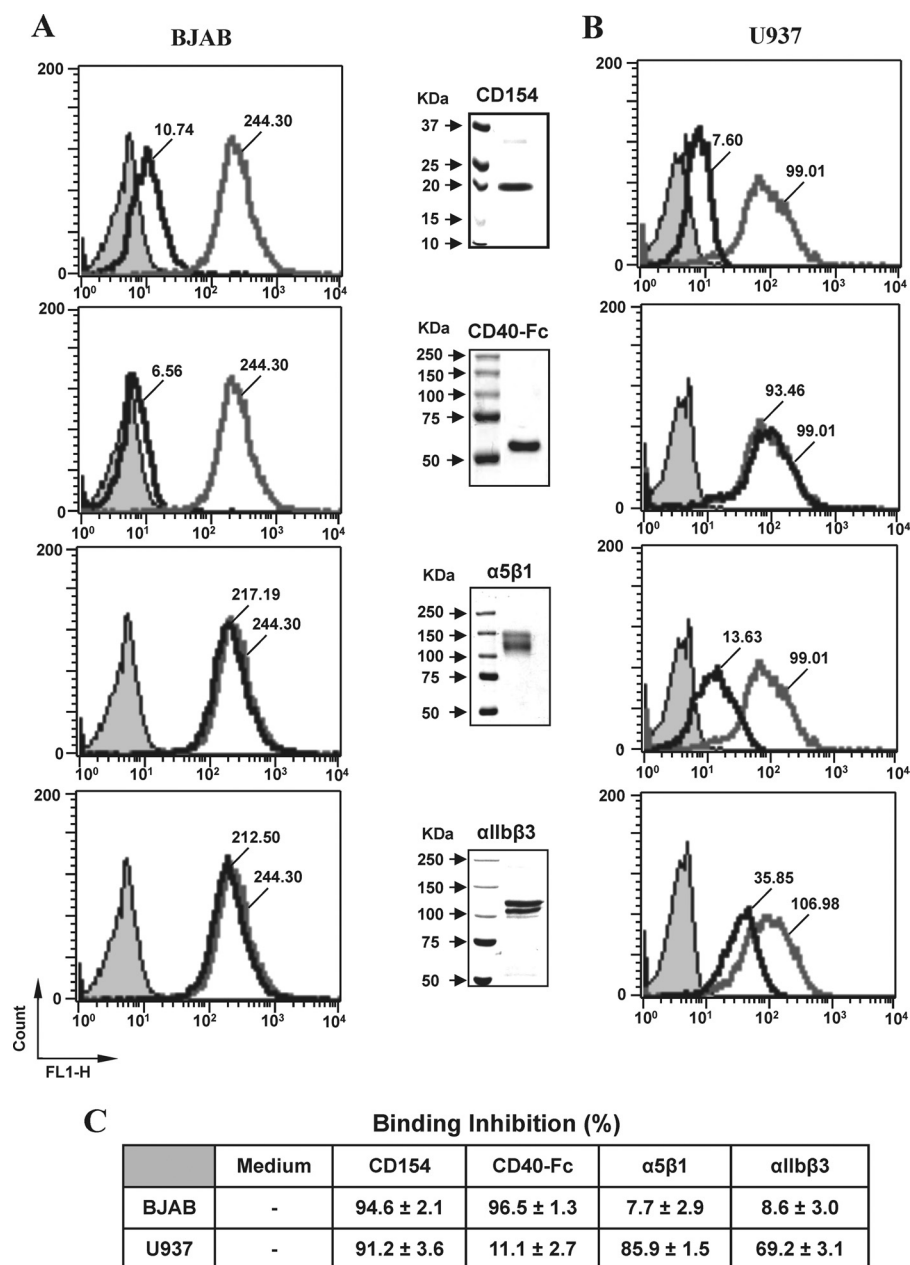 A
BJAB
200
10.74
244.30
0
10⁰ 10¹ 10² 10³ 10⁴
200
6.56
244.30
0
10⁰ 10¹ 10² 10³ 10⁴
200
217.19
244.30
0
10⁰ 10¹ 10² 10³ 10⁴
200
212.50
244.30
0
10⁰ 10¹ 10² 10³ 10⁴
Count
FL1-H
KDa
CD154
37
25
20
15
10
KDa
CD40-Fc
250
150
100
75
50
KDa
α5β1
250
150
100
75
50
KDa
αIIbβ3
250
150
100
75
50
B
U937
200
7.60
99.01
0
10⁰ 10¹ 10² 10³ 10⁴
200
93.46
99.01
0
10⁰ 10¹ 10² 10³ 10⁴
200
13.63
99.01
0
10⁰ 10¹ 10² 10³ 10⁴
200
35.85
106.98
0
10⁰ 10¹ 10² 10³ 10⁴
C
Binding Inhibition (%)
Medium CD154 CD40-Fc α5β1 αIIbβ3
BJAB - 94.6 ± 2.1 96.5 ± 1.3 7.7 ± 2.9 8.6 ± 3.0
U937 - 91.2 ± 3.6 11.1 ± 2.7 85.9 ± 1.5 69.2 ± 3.1